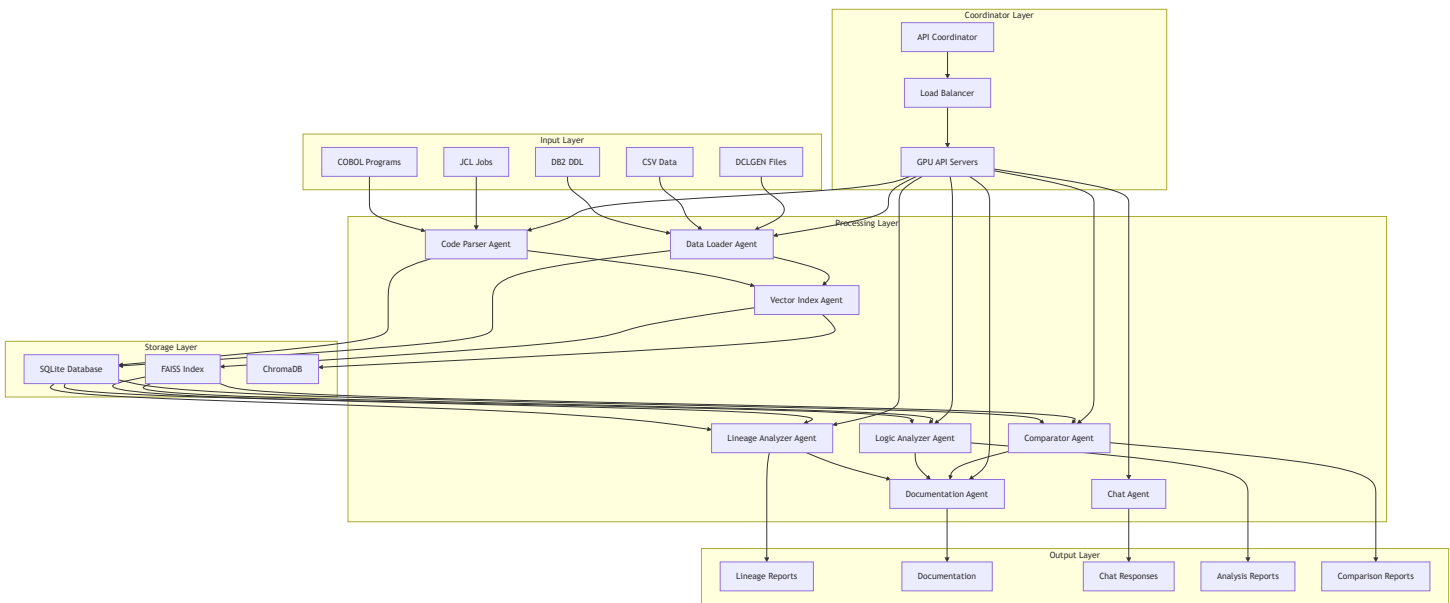 Coordinator Layer
API Coordinator
Load Balancer
GPU API Servers
Input Layer
COBOL Programs
JCL Jobs
DB2 DDL
CSV Data
DCLGEN Files
Processing Layer
Code Parser Agent
Data Loader Agent
Vector Index Agent
Storage Layer
SQLite Database
FAISS Index
ChromaDB
Lineage Analyzer Agent
Logic Analyzer Agent
Comparator Agent
Documentation Agent
Chat Agent
Output Layer
Lineage Reports
Documentation
Chat Responses
Analysis Reports
Comparison Reports